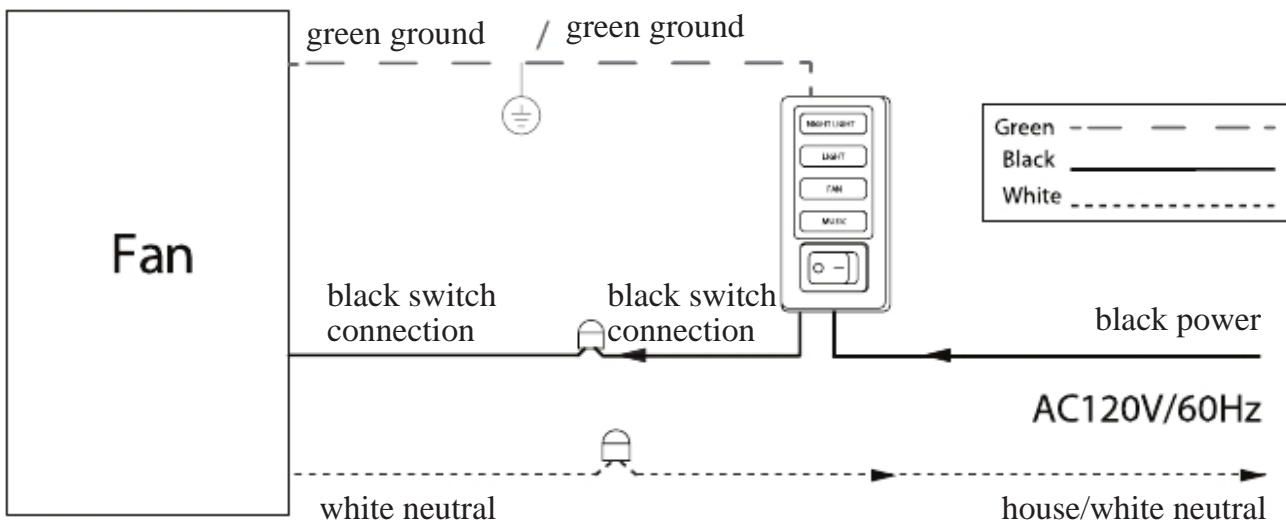 green ground / green ground
NIGHT LIGHT
LIGHT
FAN
MUSIC
Green
Black
White
Fan
black switch connection
black switch connection
black power
AC120V/60Hz
white neutral
house/white neutral